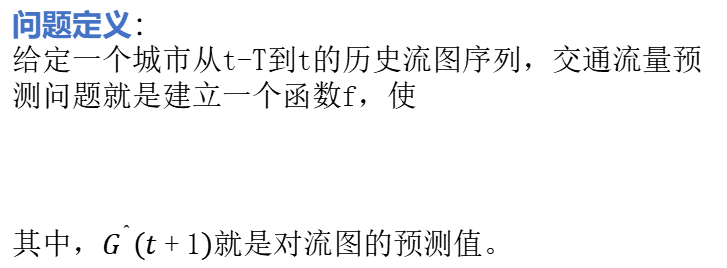 问题定义：
给定一个城市从t-T到t的历史流图序列，交通流量预
测问题就是建立一个函数f，使
其中，Gˆ(t + 1)就是对流图的预测值。